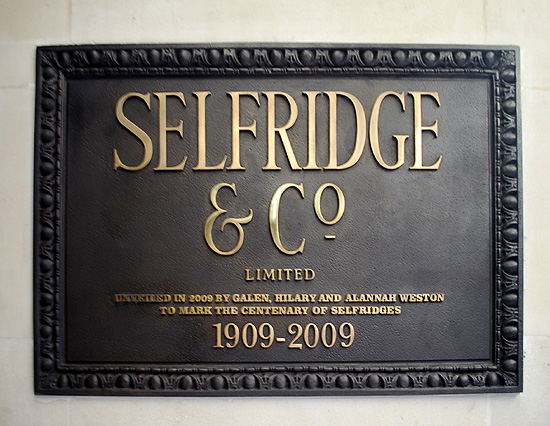 SELFRIDGE
& Cº
LIMITED
UNVEILED IN 2009 BY GALEN, HILARY AND ALANNAH WESTON
TO MARK THE CENTENARY OF SELFRIDGES
1909-2009